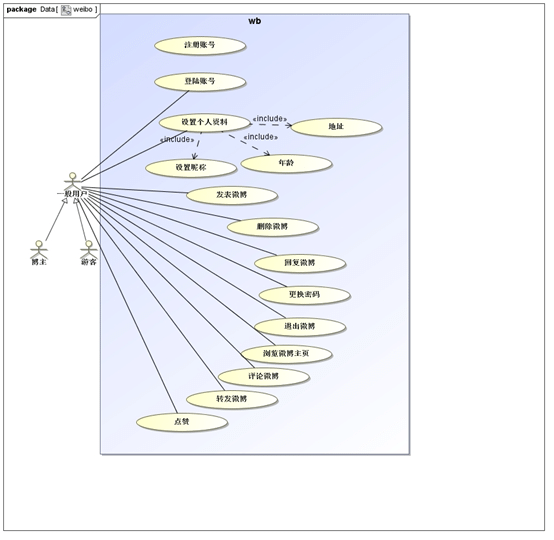 package Data[ weibo ]
wb
注册账号
登陆账号
设置个人资料
«include»
地址
«include»
«include»
设置昵称
年龄
一般用户
发表微博
删除微博
博主
游客
回复微博
更换密码
退出微博
浏览微博主页
评论微博
转发微博
点赞